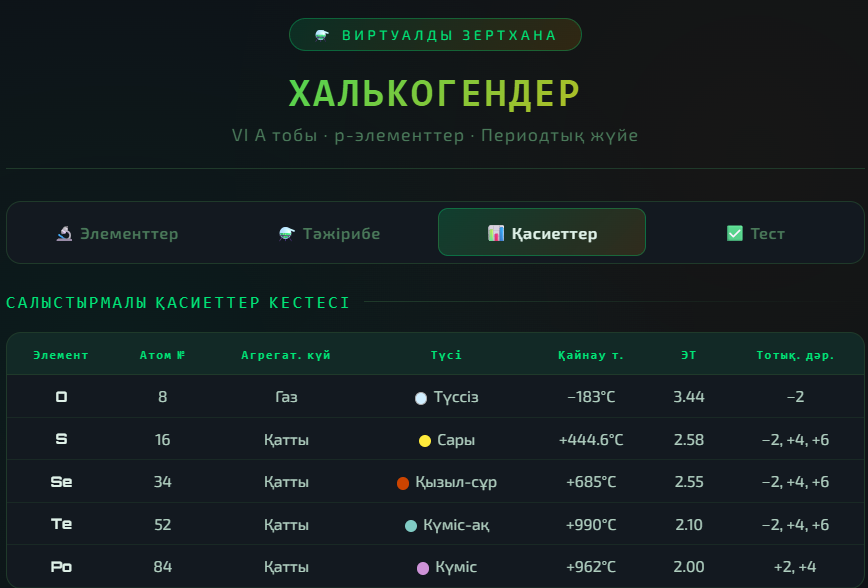 ВИРТУАЛДЫ ЗЕРТХАНА
ХАЛЬКОГЕНДЕР
VI A тобы · p-элементтер · Периодтық жүйе
Элементтер Тәжірибе Қасиеттер Тест
САЛЫСТЫРМАЛЫ ҚАСИЕТТЕР КЕСТЕСІ
Элемент Атом № Агрегат. күй Түсі Қайнау т. ЭТ Тотық. дәр.
O 8 Газ Түссіз −183°C 3.44 −2
S 16 Қатты Сары +444.6°C 2.58 −2, +4, +6
Se 34 Қатты Қызыл-сұр +685°C 2.55 −2, +4, +6
Te 52 Қатты Күміс-ақ +990°C 2.10 −2, +4, +6
Po 84 Қатты Күміс +962°C 2.00 +2, +4